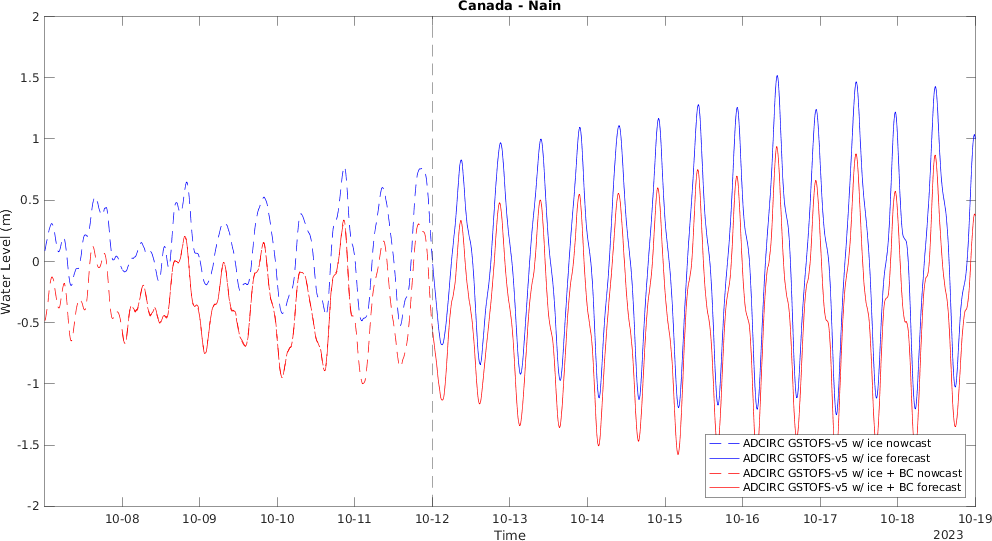 Canada - Nain
2
1.5
1
0.5
0
-0.5
-1
-1.5
-2
Water Level (m)
ADCIRC GSTOFS-v5 w/ ice nowcast
ADCIRC GSTOFS-v5 w/ ice forecast
ADCIRC GSTOFS-v5 w/ ice + BC nowcast
ADCIRC GSTOFS-v5 w/ ice + BC forecast
10-08 10-09 10-10 10-11 10-12 10-13 10-14 10-15 10-16 10-17 10-18 10-19
Time
2023